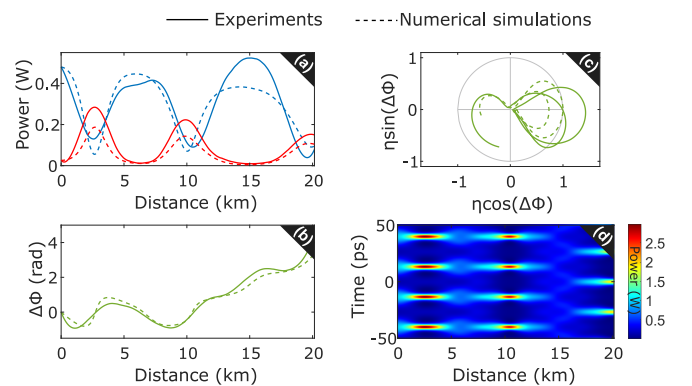 Experiments
Numerical simulations
(a)
Power (W)
0.4
0.2
0
0
5
10
15
20
Distance (km)
(c)
ηsin(ΔΦ)
1
0
-1
-1
0
1
ηcos(ΔΦ)
(b)
ΔΦ (rad)
4
2
0
0
5
10
15
20
Distance (km)
(d)
Time (ps)
50
0
-50
0
5
10
15
20
Distance (km)
Power (W)
2.5
2
1.5
1
0.5